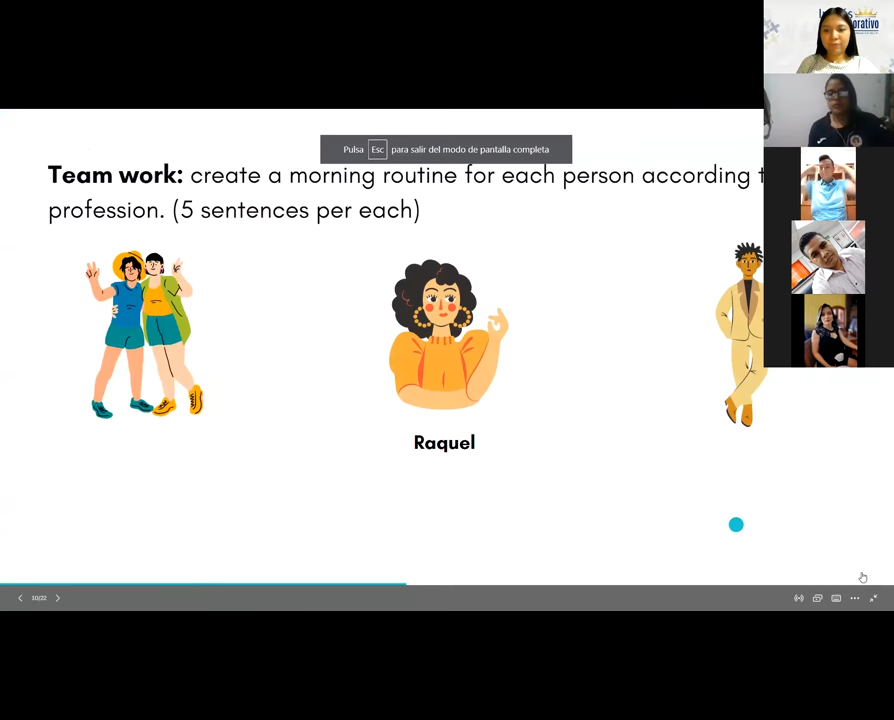 orativo
Pulsa Esc para salir del modo de pantalla completa
Team work: create a morning routine for each person according
profession. (5 sentences per each)
Raquel
10/22